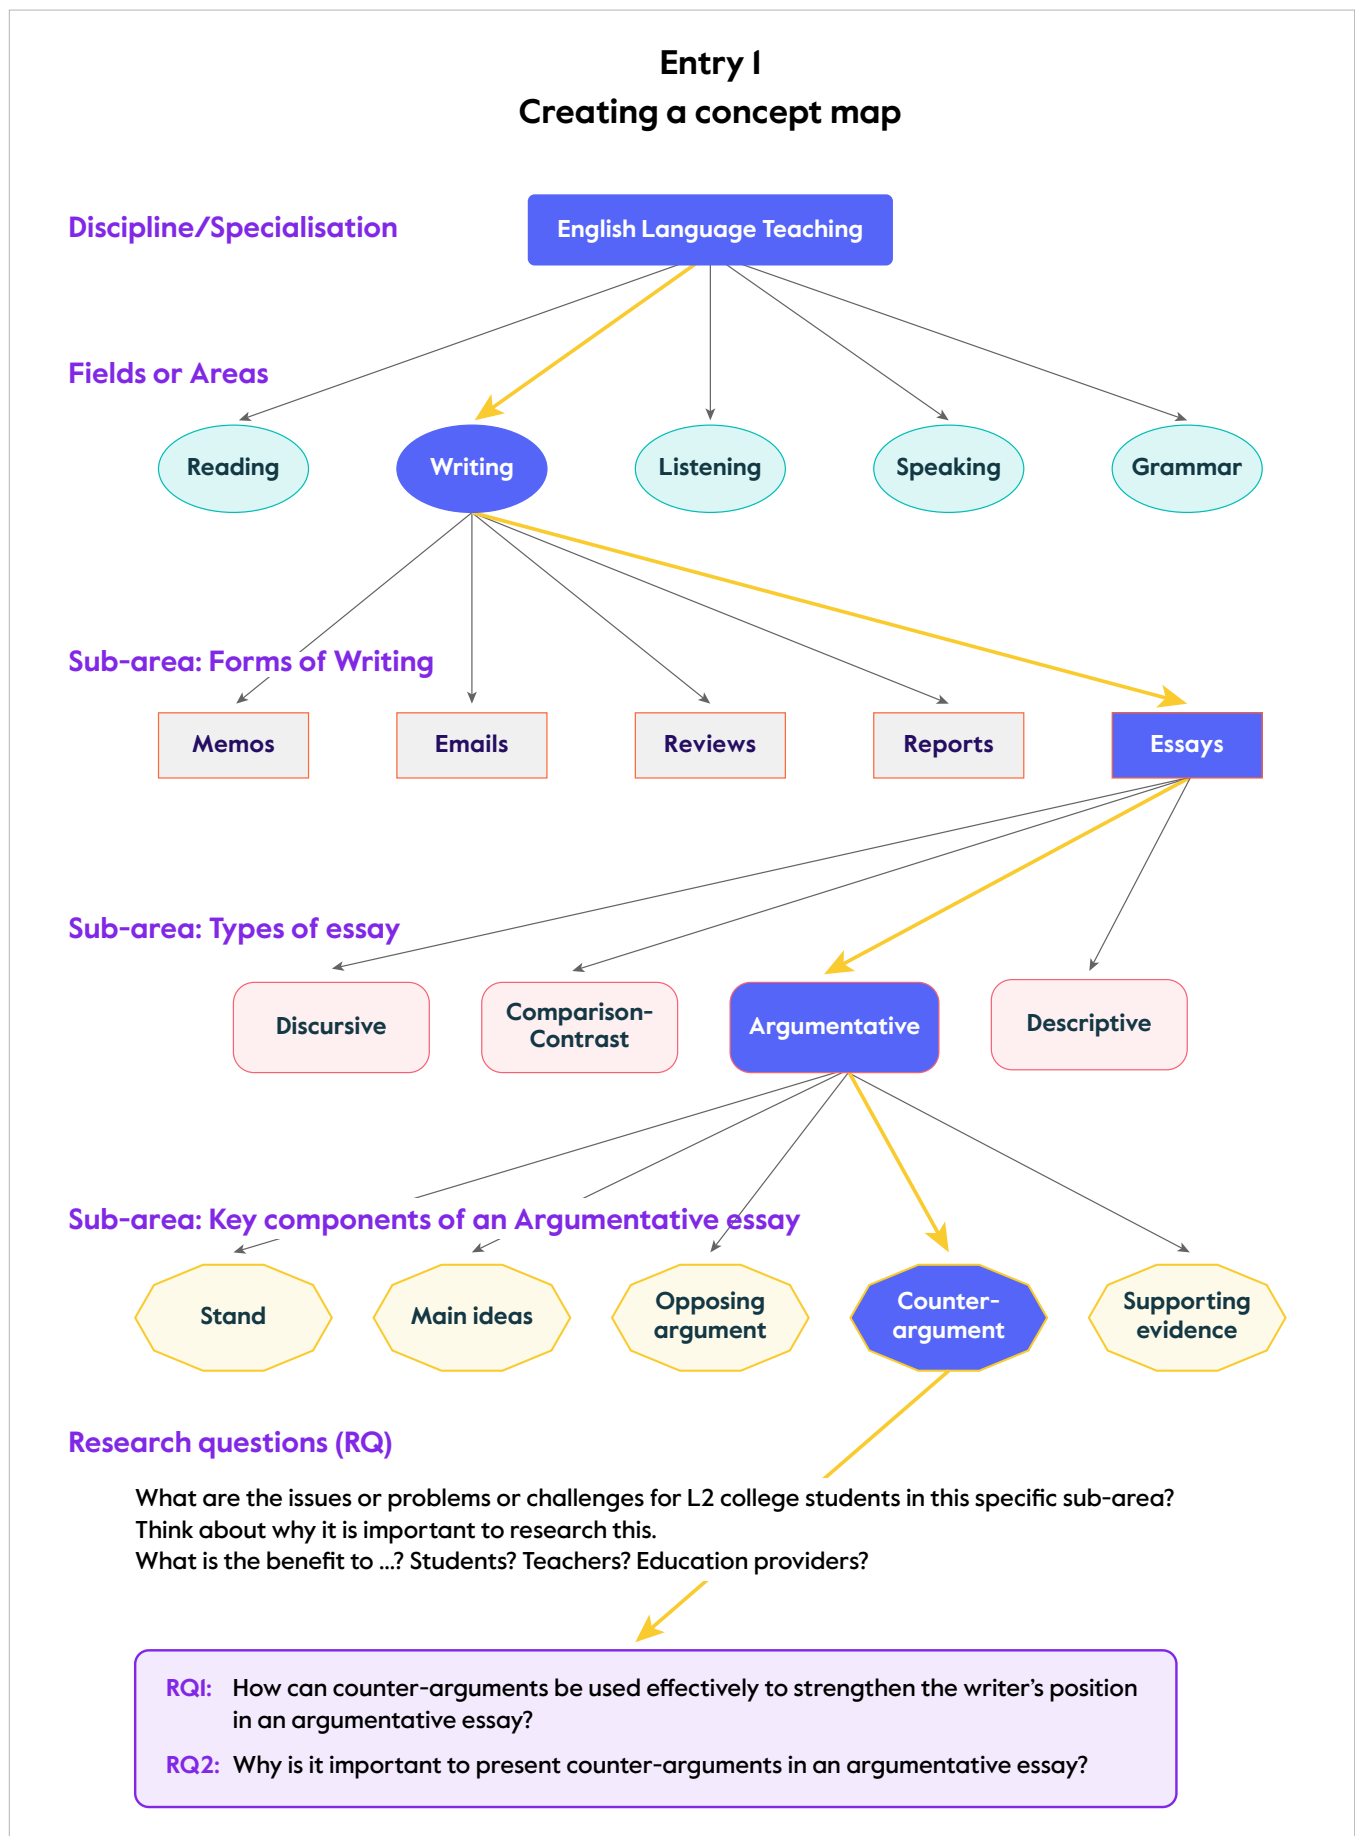 Entry 1
Creating a concept map
Discipline/Specialisation
English Language Teaching
Fields or Areas
Reading
Writing
Listening
Speaking
Grammar
Sub-area: Forms of Writing
Memos
Emails
Reviews
Reports
Essays
Sub-area: Types of essay
Discursive
Comparison-
Contrast
Argumentative
Descriptive
Sub-area: Key components of an Argumentative essay
Stand
Main ideas
Opposing
argument
Counter-
argument
Supporting
evidence
Research questions (RQ)
What are the issues or problems or challenges for L2 college students in this specific sub-area?
Think about why it is important to research this.
What is the benefit to ...? Students? Teachers? Education providers?
RQ1: How can counter-arguments be used effectively to strengthen the writer’s position
in an argumentative essay?
RQ2: Why is it important to present counter-arguments in an argumentative essay?